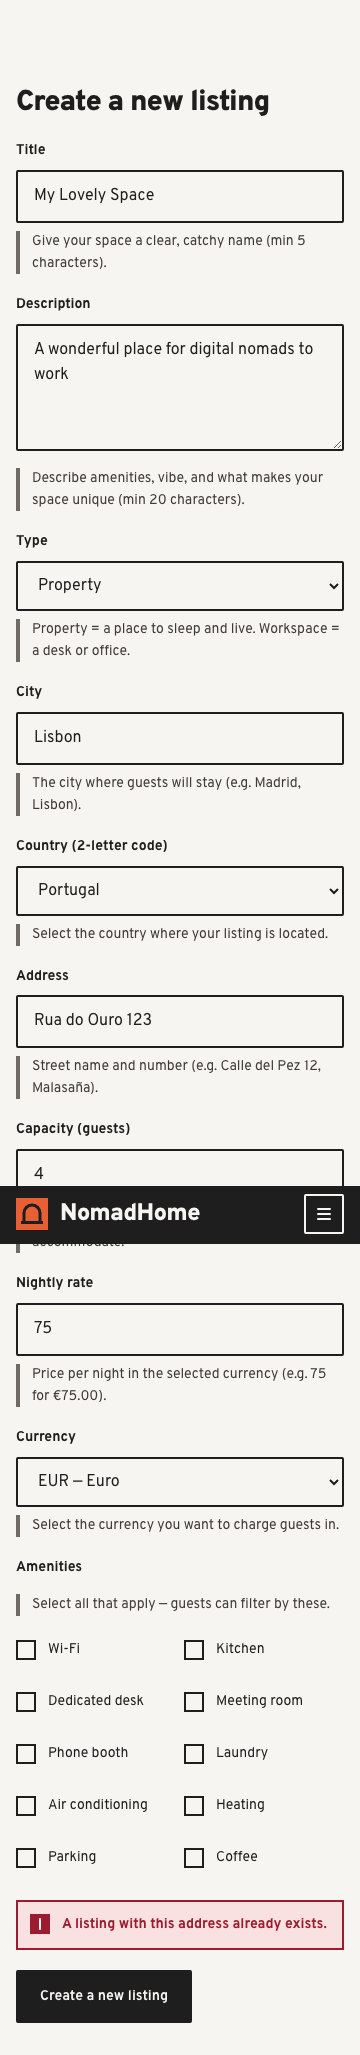 Create a new listing
Title
My Lovely Space
Give your space a clear, catchy name (min 5
characters).
Description
A wonderful place for digital nomads to
work
Describe amenities, vibe, and what makes your
space unique (min 20 characters).
Type
Property
Property = a place to sleep and live. Workspace =
a desk or office.
City
Lisbon
The city where guests will stay (e.g. Madrid,
Lisbon).
Country (2-letter code)
Portugal
Select the country where your listing is located.
Address
Rua do Ouro 123
Street name and number (e.g. Calle del Pez 12,
Malasaña).
Capacity (guests)
4
NomadHome
accommodate.
Nightly rate
75
Price per night in the selected currency (e.g. 75
for €75.00).
Currency
EUR — Euro
Select the currency you want to charge guests in.
Amenities
Select all that apply — guests can filter by these.
Wi-Fi
Kitchen
Dedicated desk
Meeting room
Phone booth
Laundry
Air conditioning
Heating
Parking
Coffee
A listing with this address already exists.
Create a new listing